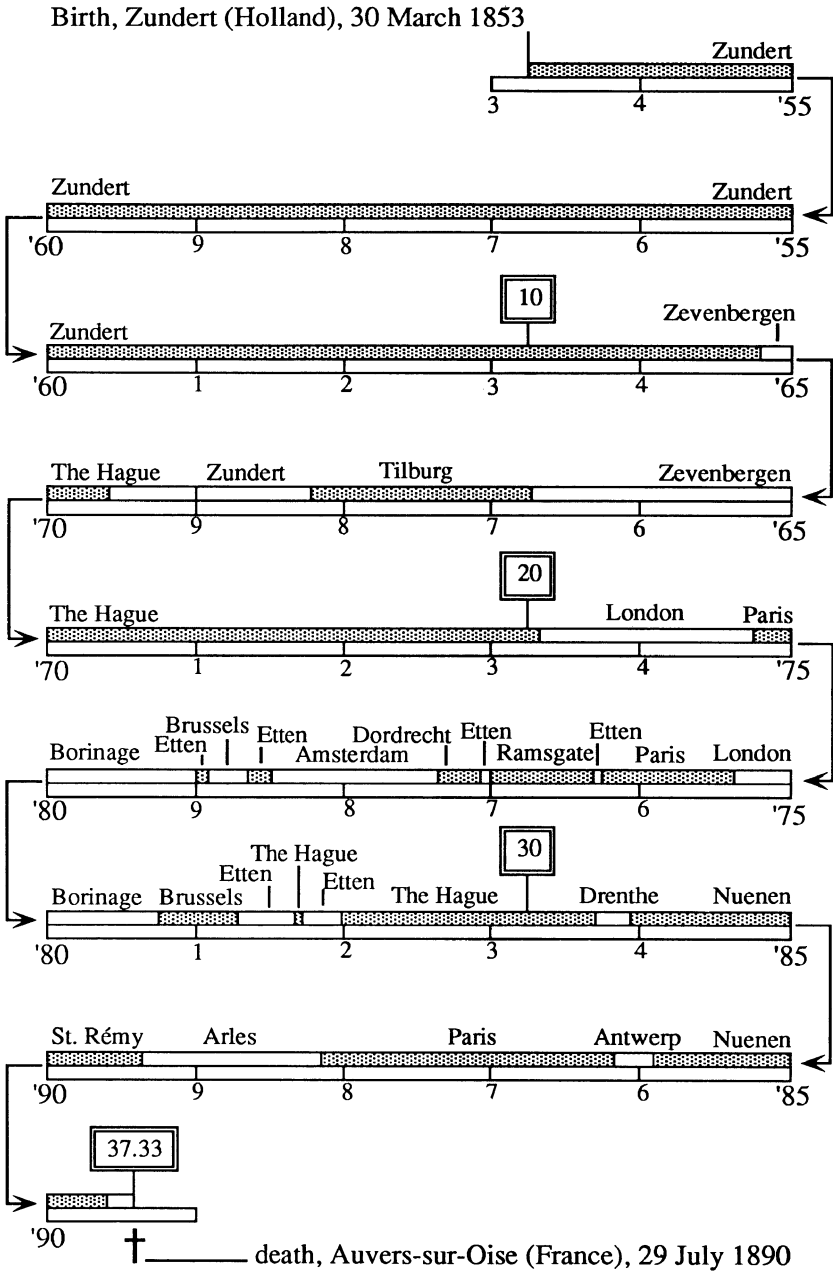 Birth, Zundert (Holland), 30 March 1853
Zundert
3 4 '55
Zundert Zundert
'60 9 8 7 6 '55
10
Zevenbergen
Zundert
'60 1 2 3 4 '65
The Hague Zundert Tilburg Zevenbergen
'70 9 8 7 6 '65
20
The Hague London Paris
'70 1 2 3 4 '75
Brussels
Etten Etten Dordrecht Etten Etten
Borinage Amsterdam Ramsgate Paris London
'80 9 8 7 6 '75
30
The Hague
Etten Etten
Borinage Brussels The Hague Drenthe Nuenen
'80 1 2 3 4 '85
St. Rémy Arles Paris Antwerp Nuenen
'90 9 8 7 6 '85
37.33
'90
death, Auvers-sur-Oise (France), 29 July 1890